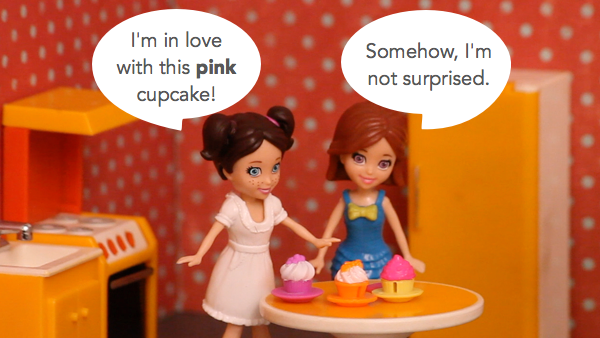 I'm in love
with this pink
cupcake!
Somehow, I'm
not surprised.